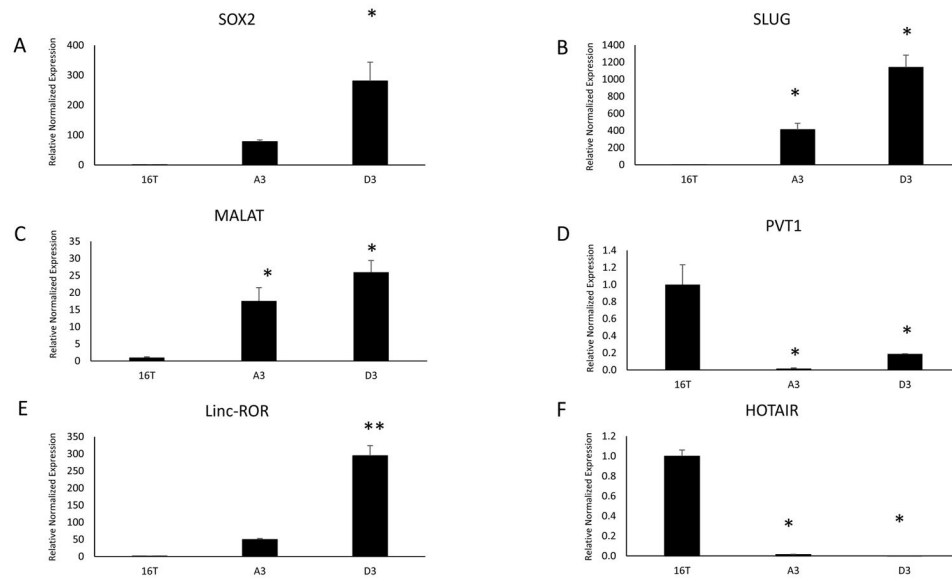 A
SOX2
*
Relative Normalized Expression
400
300
200
100
0
16T
A3
D3
B
SLUG
*
*
Relative Normalized Expression
1400
1200
1000
800
600
400
200
0
16T
A3
D3
C
MALAT
*
*
Relative Normalized Expression
35
30
25
20
15
10
5
0
16T
A3
D3
D
PVT1
*
*
Relative Normalized Expression
1.4
1.2
1.0
0.8
0.6
0.4
0.2
0.0
16T
A3
D3
E
Linc-ROR
**
Relative Normalized Expression
350
300
250
200
150
100
50
0
16T
A3
D3
F
HOTAIR
*
*
Relative Normalized Expression
1.2
1.0
0.8
0.6
0.4
0.2
0.0
16T
A3
D3